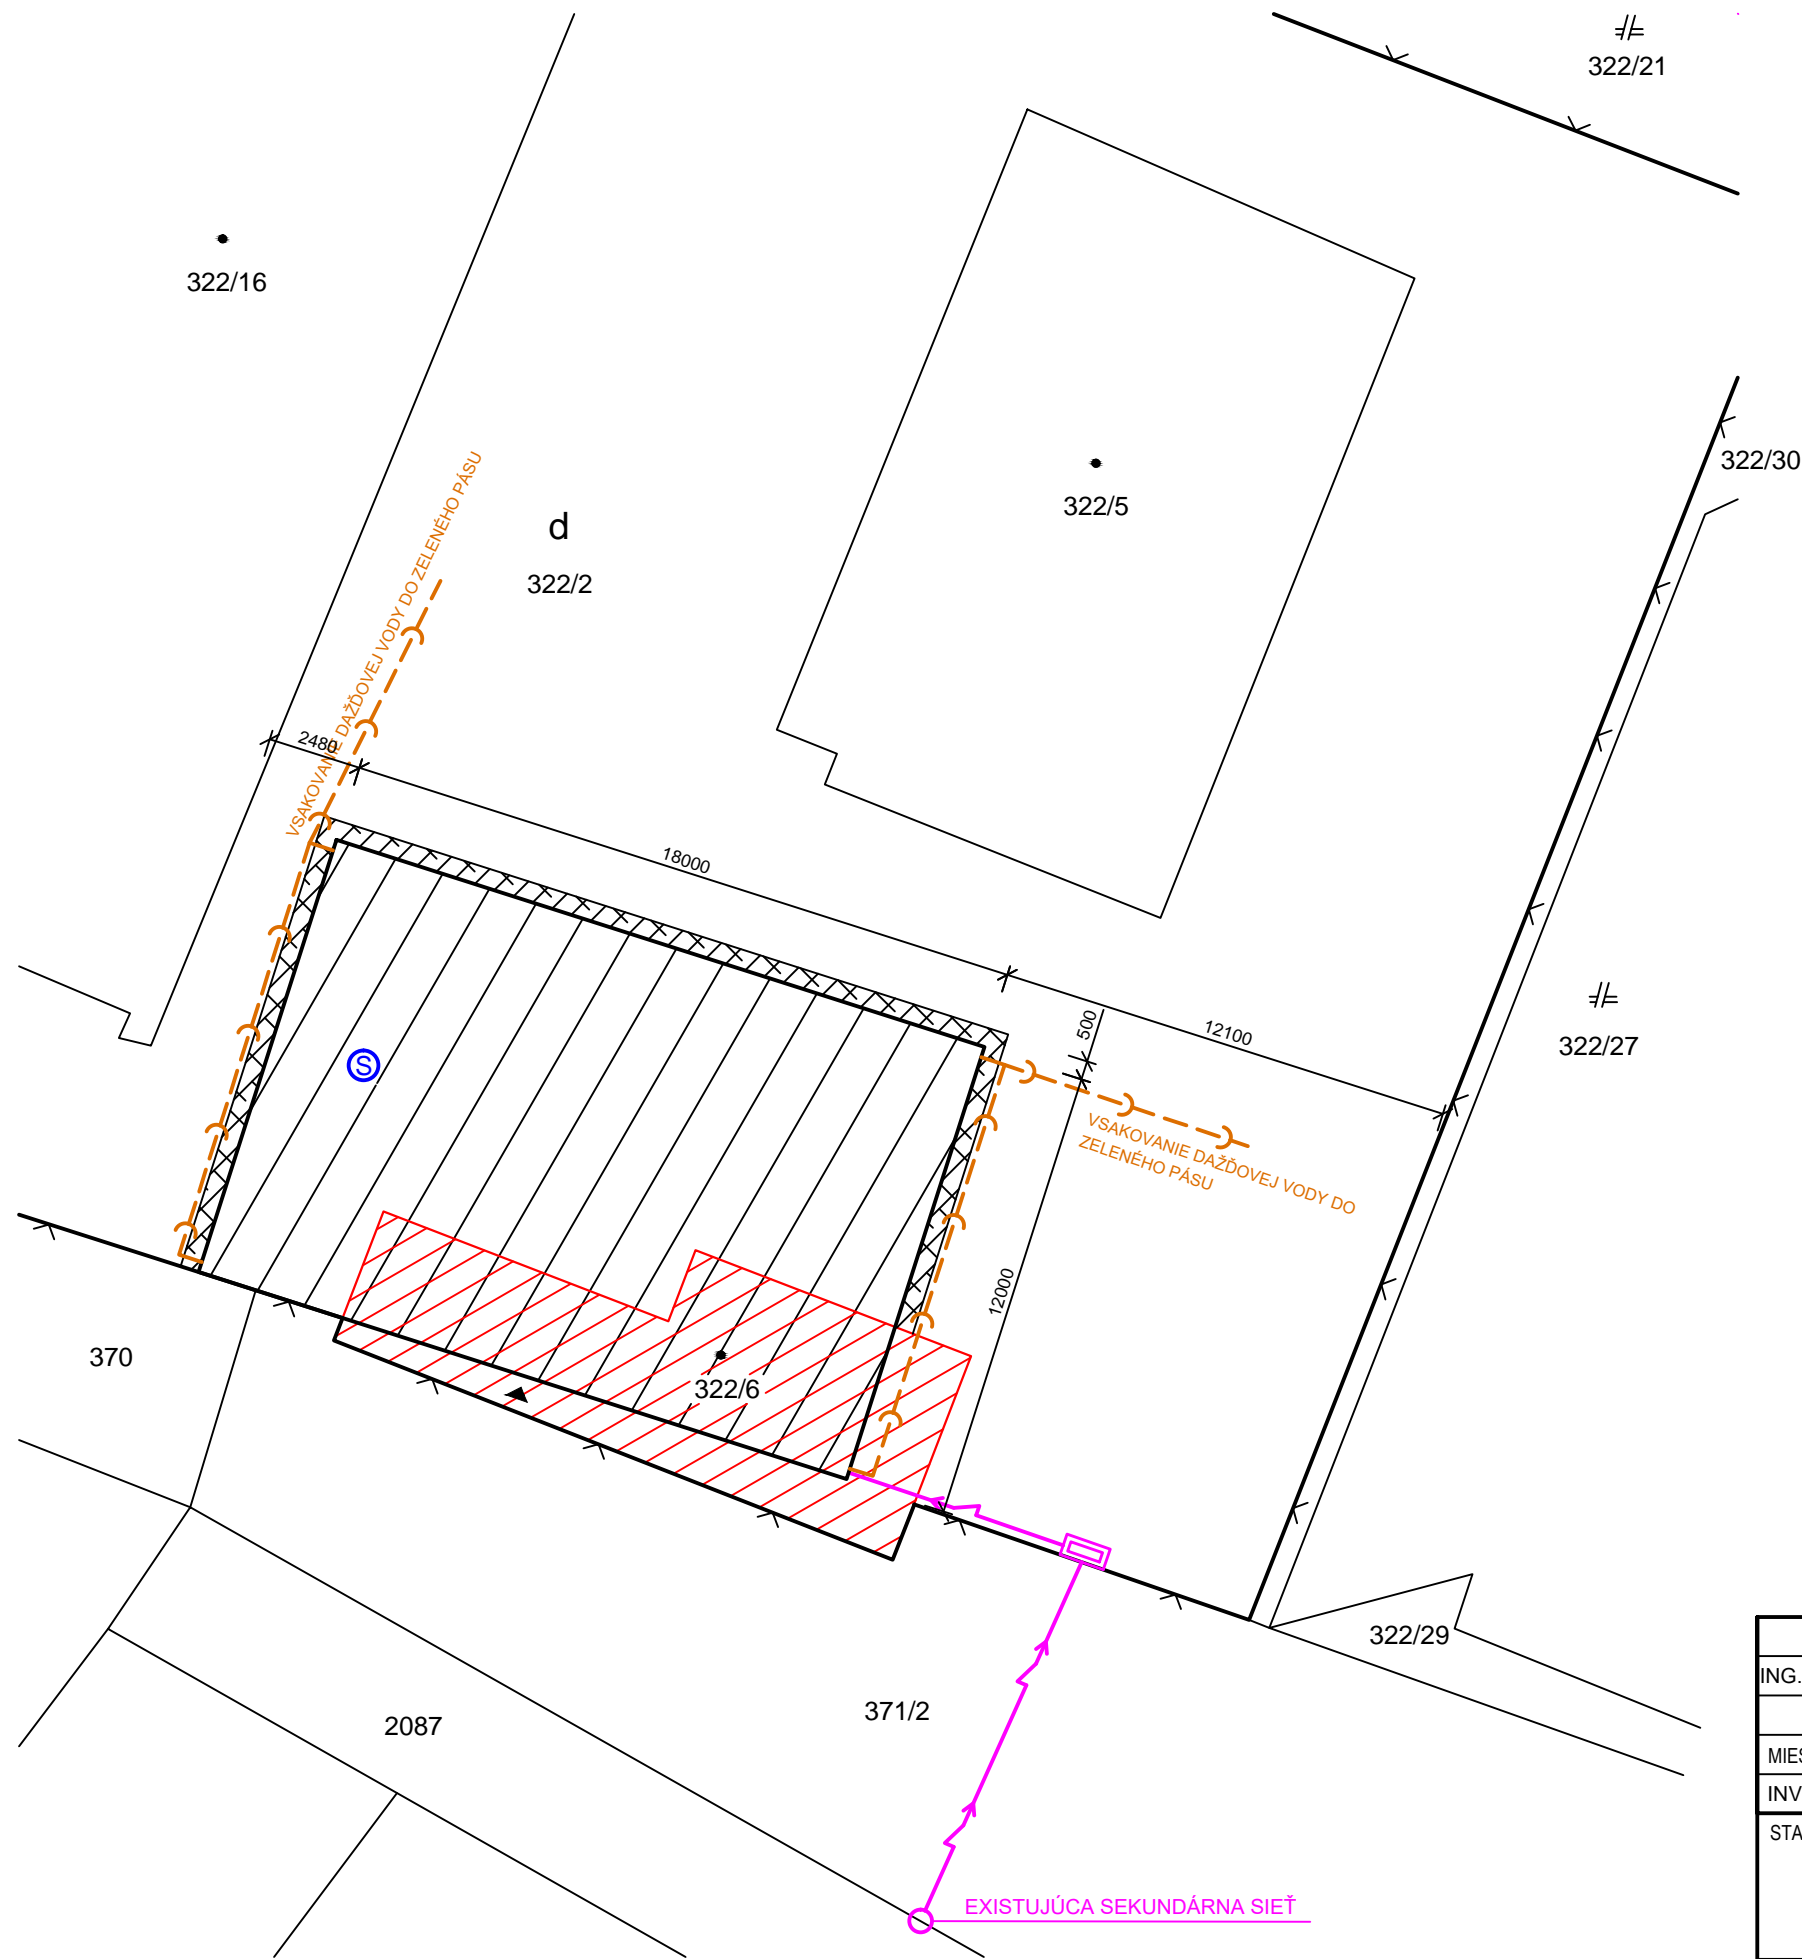 322/21
322/16
322/30
322/5
d
322/2
VSAKOVANIE DAŽĎOVEJ VODY DO ZELENÉHO PÁSU
2480
18000
500
12100
322/27
S
VSAKOVANIE DAŽĎOVEJ VODY DO
ZELENÉHO PÁSU
12000
370
322/6
322/29
ING.
371/2
2087
MIES
INV
STA
EXISTUJÚCA SEKUNDÁRNA SIEŤ